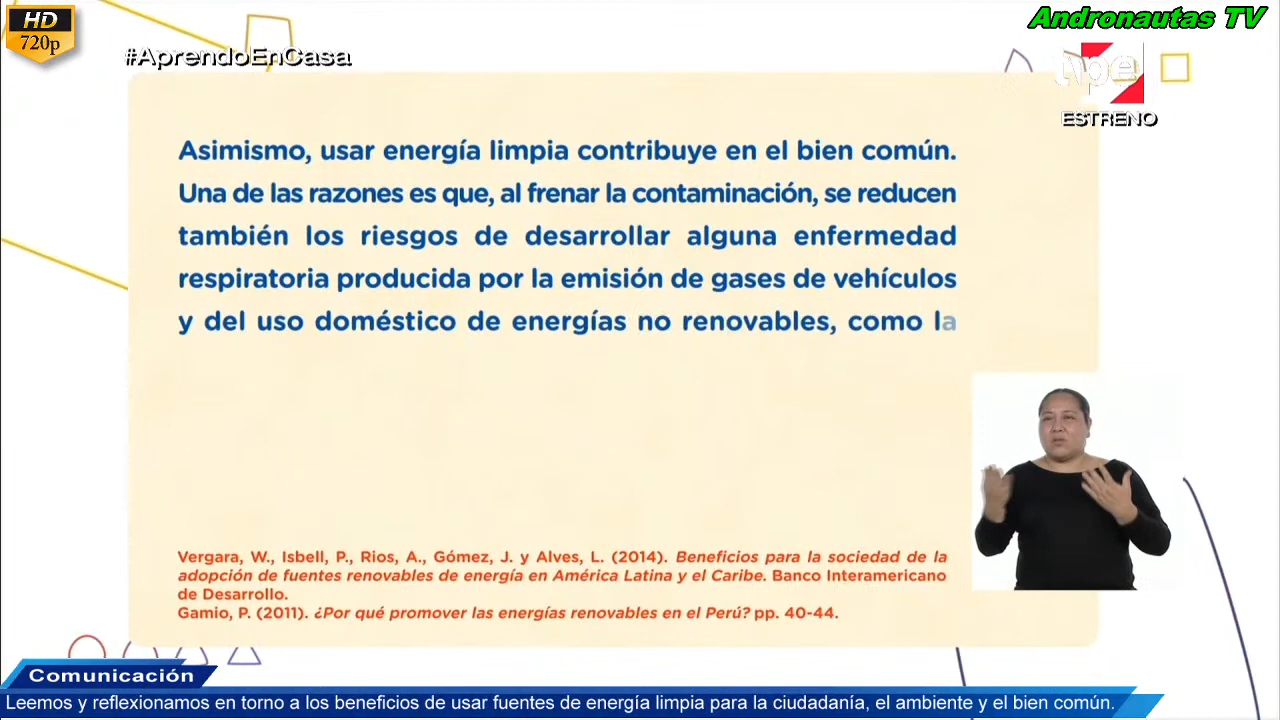 HD
720p
Andronautas TV
#AprendoEnCasa
tvpe
ESTRENO
Asimismo, usar energía limpia contribuye en el bien común.
Una de las razones es que, al frenar la contaminación, se reducen
también los riesgos de desarrollar alguna enfermedad
respiratoria producida por la emisión de gases de vehículos
y del uso doméstico de energías no renovables, como la
Vergara, W., Isbell, P., Rios, A., Gómez, J. y Alves, L. (2014). Beneficios para la sociedad de la
adopción de fuentes renovables de energía en América Latina y el Caribe. Banco Interamericano
de Desarrollo.
Gamio, P. (2011). ¿Por qué promover las energías renovables en el Perú? pp. 40-44.
Comunicación
Leemos y reflexionamos en torno a los beneficios de usar fuentes de energía limpia para la ciudadanía, el ambiente y el bien común.